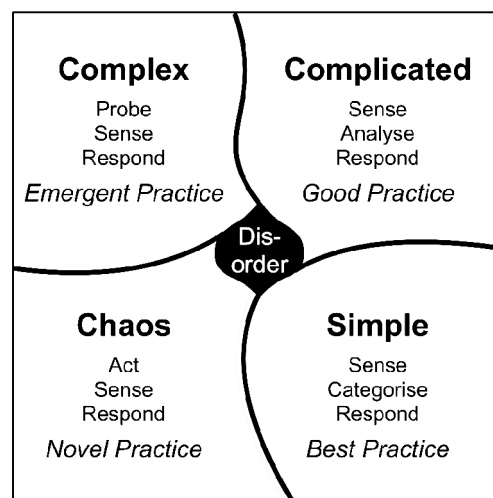 Complex
Probe
Sense
Respond
Emergent Practice
Complicated
Sense
Analyse
Respond
Good Practice
Dis-
order
Chaos
Act
Sense
Respond
Novel Practice
Simple
Sense
Categorise
Respond
Best Practice